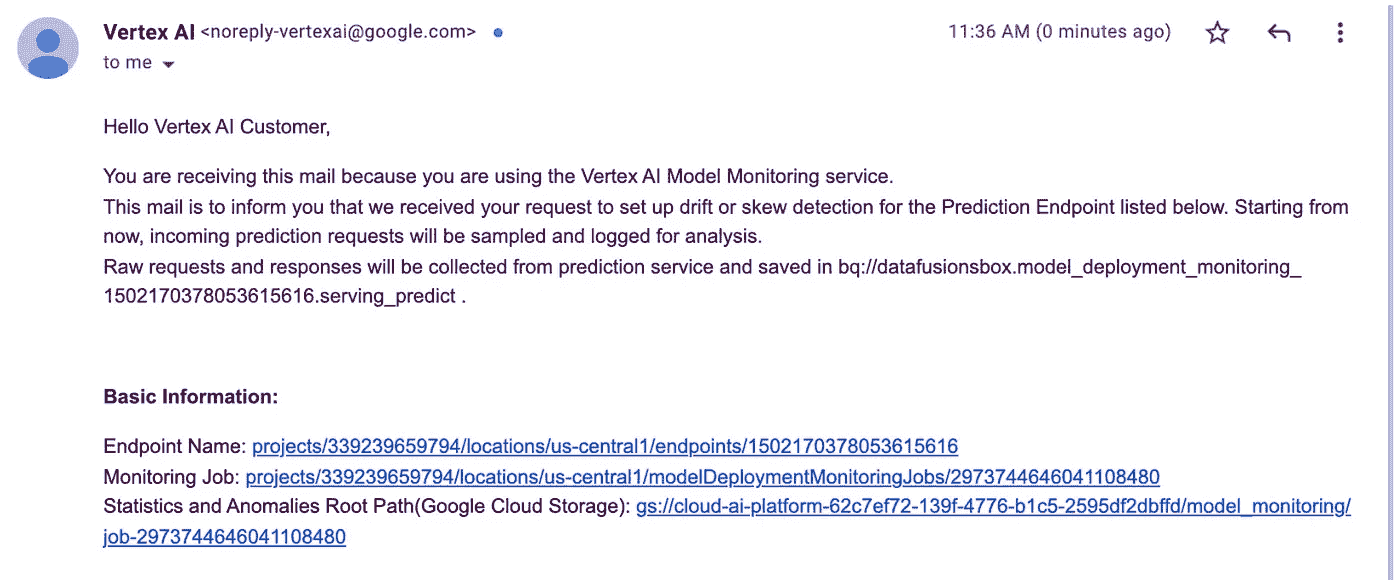 Vertex AI <noreply-vertexai@google.com> 11:36 AM (0 minutes ago)
to me
Hello Vertex AI Customer,
You are receiving this mail because you are using the Vertex AI Model Monitoring service.
This mail is to inform you that we received your request to set up drift or skew detection for the Prediction Endpoint listed below. Starting from
now, incoming prediction requests will be sampled and logged for analysis.
Raw requests and responses will be collected from prediction service and saved in bq://datafusionsbox.model_deployment_monitoring_
1502170378053615616.serving_predict .
Basic Information:
Endpoint Name: projects/339239659794/locations/us-central1/endpoints/1502170378053615616
Monitoring Job: projects/339239659794/locations/us-central1/modelDeploymentMonitoringJobs/2973744646041108480
Statistics and Anomalies Root Path(Google Cloud Storage): gs://cloud-ai-platform-62c7ef72-139f-4776-b1c5-2595df2dbffd/model_monitoring/
job-2973744646041108480